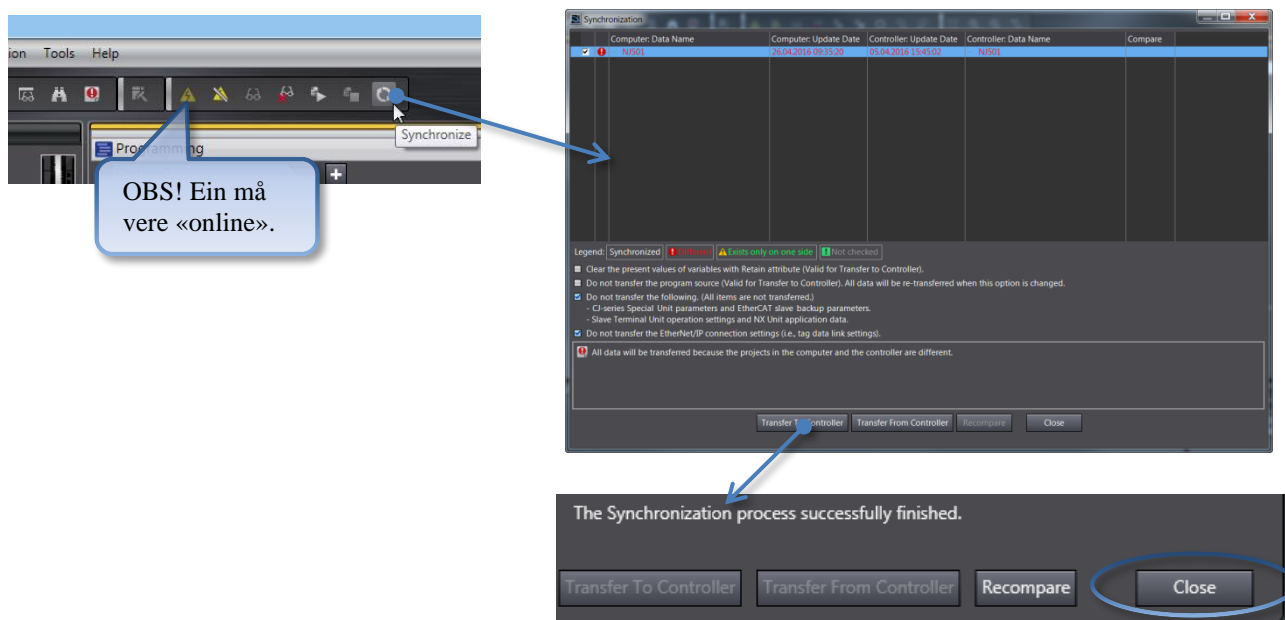 ion Tools Help
Synchronize
Programming
OBS! Ein må
vere «online».
Synchronization
Computer: Data Name Computer: Update Date Controller: Update Date Controller: Data Name Compare
NJ501 26.04.2016 09:35:20 05.04.2016 15:45:02 NJ501
Legend: Synchronized Exists only on one side Not checked
Clear the present values of variables with Retain attribute (Valid for Transfer to Controller).
Do not transfer the program source (Valid for Transfer to Controller). All data will be re-transferred when this option is changed.
Do not transfer the following. (All items are not transferred.)
- CJ-series Special Unit parameters and EtherCAT slave backup parameters.
- Slave Terminal Unit operation settings and NX Unit application data.
Do not transfer the EtherNet/IP connection settings (i.e., tag data link settings).
All data will be transferred because the projects in the computer and the controller are different.
Transfer To Controller Transfer From Controller Recompare Close
The Synchronization process successfully finished.
Transfer To Controller Transfer From Controller Recompare Close